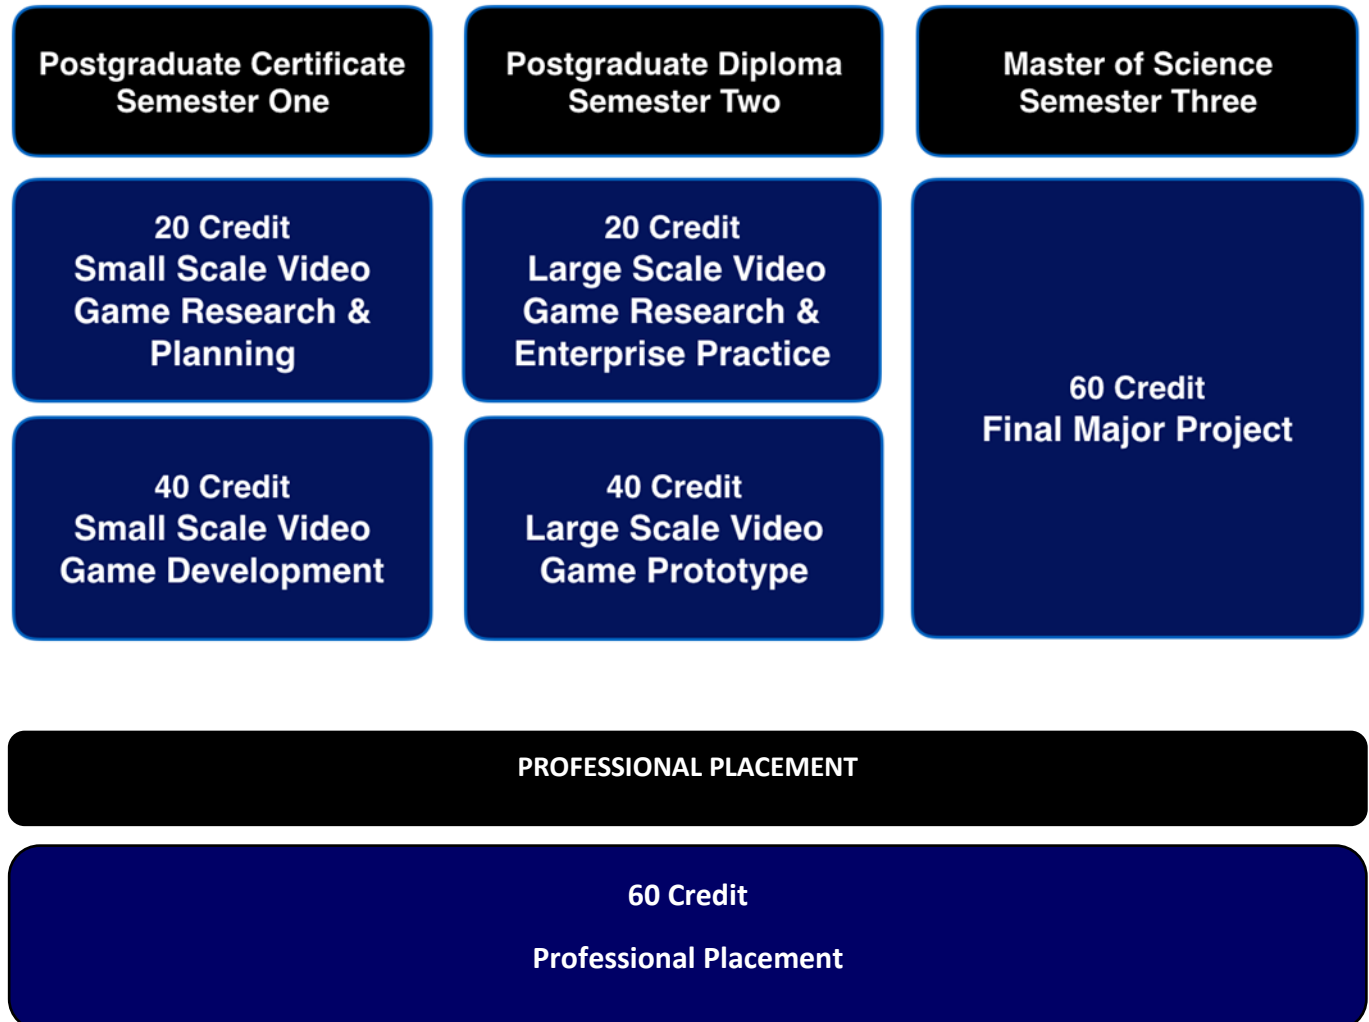 Postgraduate Certificate
Semester One
Postgraduate Diploma
Semester Two
Master of Science
Semester Three
20 Credit
Small Scale Video
Game Research &
Planning
20 Credit
Large Scale Video
Game Research &
Enterprise Practice
60 Credit
Final Major Project
40 Credit
Small Scale Video
Game Development
40 Credit
Large Scale Video
Game Prototype
PROFESSIONAL PLACEMENT
60 Credit
Professional Placement